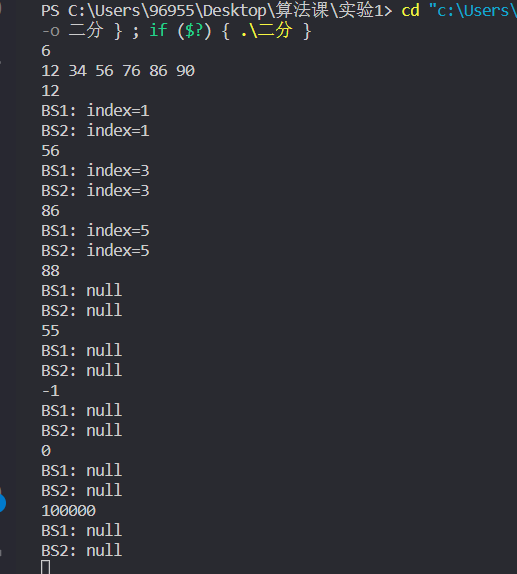 PS C:\Users\96955\Desktop\算法课\实验1> cd "c:\Users\
-o 二分 } ; if ($?) { .\二分 }
6
12 34 56 76 86 90
12
BS1: index=1
BS2: index=1
56
BS1: index=3
BS2: index=3
86
BS1: index=5
BS2: index=5
88
BS1: null
BS2: null
55
BS1: null
BS2: null
-1
BS1: null
BS2: null
0
BS1: null
BS2: null
100000
BS1: null
BS2: null